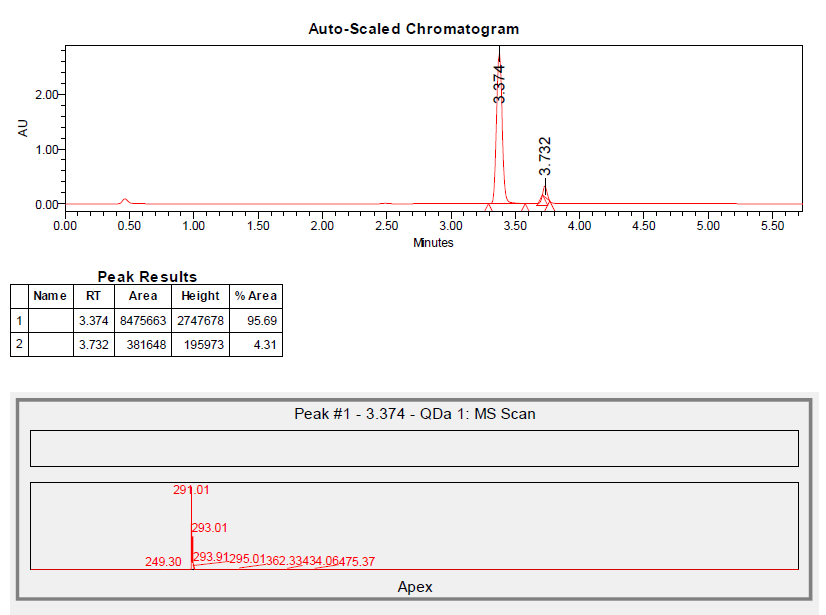 Auto-Scaled Chromatogram
AU
2.00
1.00
0.00
3.374
3.732
0.00 0.50 1.00 1.50 2.00 2.50 3.00 3.50 4.00 4.50 5.00 5.50
Minutes
Peak Results
Name RT Area Height % Area
1 3.374 8475663 2747678 95.69
2 3.732 381648 195973 4.31
Peak #1 - 3.374 - QDa 1: MS Scan
291.01
293.01
249.30 293.91 295.01 362.33 434.06 475.37
Apex